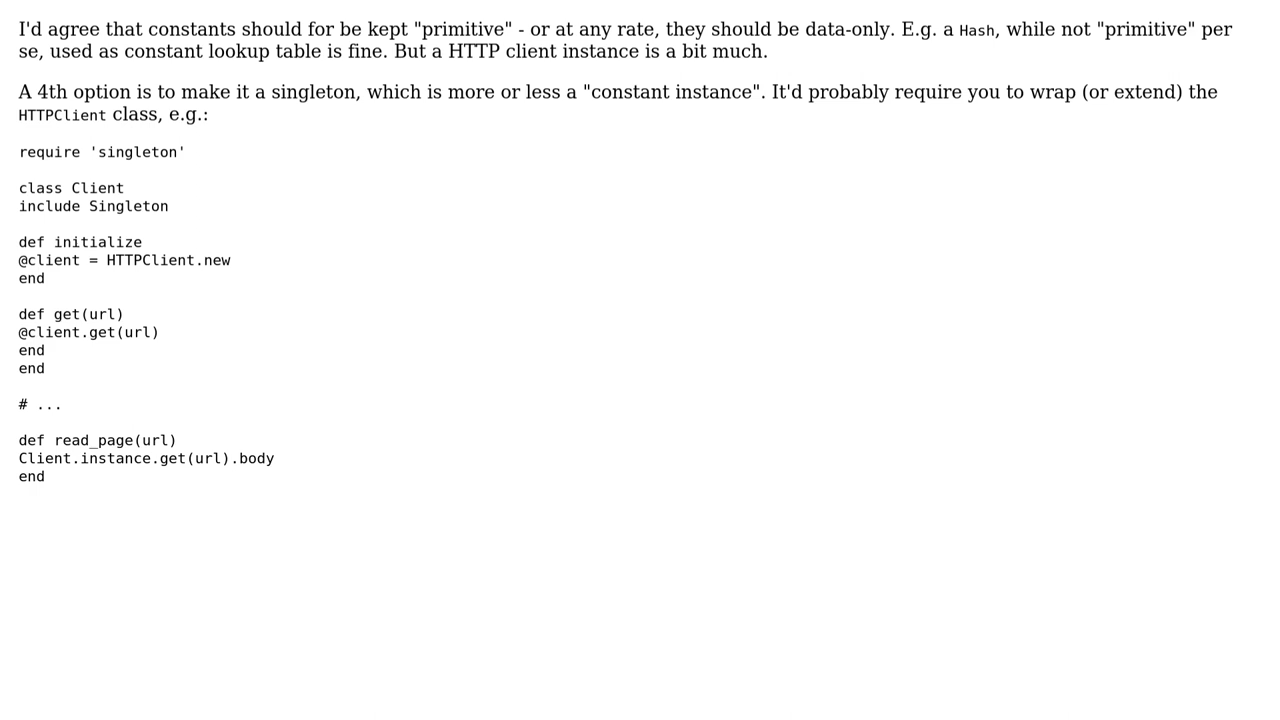 I'd agree that constants should for be kept "primitive" - or at any rate, they should be data-only. E.g. a Hash, while not "primitive" per
se, used as constant lookup table is fine. But a HTTP client instance is a bit much.
A 4th option is to make it a singleton, which is more or less a "constant instance". It'd probably require you to wrap (or extend) the
HTTPClient class, e.g.:
require 'singleton'
class Client
include Singleton
def initialize
@client = HTTPClient.new
end
def get(url)
@client.get(url)
end
end
# ...
def read_page(url)
Client.instance.get(url).body
end